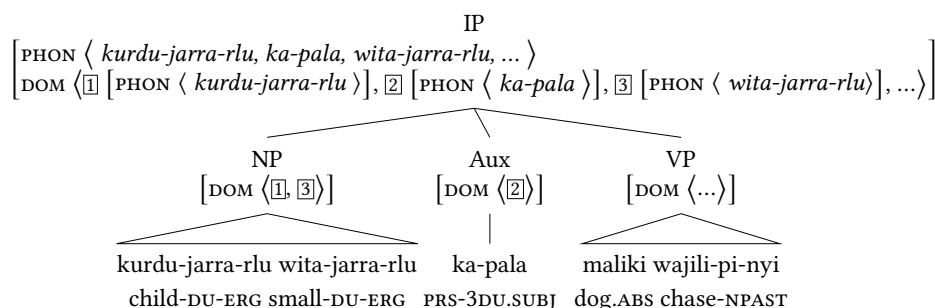 IP
[PHON ⟨ kurdu-jarra-rlu, ka-pala, wita-jarra-rlu, … ⟩
DOM ⟨[1] [PHON ⟨ kurdu-jarra-rlu ⟩], [2] [PHON ⟨ ka-pala ⟩], [3] [PHON ⟨ wita-jarra-rlu⟩], …⟩]
NP Aux VP
[DOM ⟨[1], [3]⟩] [DOM ⟨[2]⟩] [DOM ⟨…⟩]
kurdu-jarra-rlu wita-jarra-rlu ka-pala maliki wajili-pi-nyi
child-DU-ERG small-DU-ERG PRS-3DU.SUBJ dog.ABS chase-NPAST